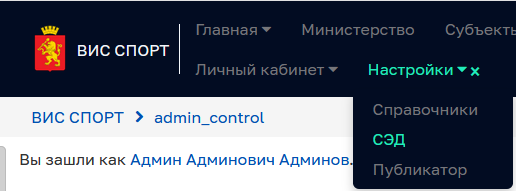 ВИС СПОРТ
Главная Министерство
Личный кабинет Настройки ×
Справочники
СЭД
Публикатор
ВИС СПОРТ > admin_control
Вы зашли как Админ Админович Админов.